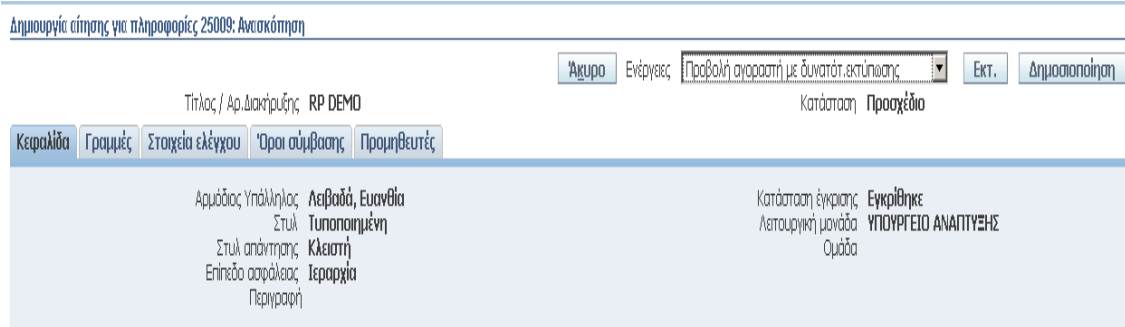 Δημιουργία αίτησης για πληροφορίες 25009: Ανασκόπηση
Άκυρο Ενέργειες Προβολή αγοραστή με δυνατότ.εκτύπωσης Εκτ. Δημοσιοποίηση
Τίτλος / Αρ.Διακήρυξης RP DEMO Κατάσταση Προσχέδιο
Κεφαλίδα Γραμμές Στοιχεία ελέγχου Όροι σύμβασης Προμηθευτές
Αρμόδιος Υπάλληλος Λειβαδά, Ευανθία Κατάσταση έγκρισης Εγκρίθηκε
Στυλ Τυποποιημένη Λειτουργική μονάδα ΥΠΟΥΡΓΕΙΟ ΑΝΑΠΤΥΞΗΣ
Στυλ απάντησης Κλειστή Ομάδα
Επίπεδο ασφάλειας Ιεραρχία
Περιγραφή